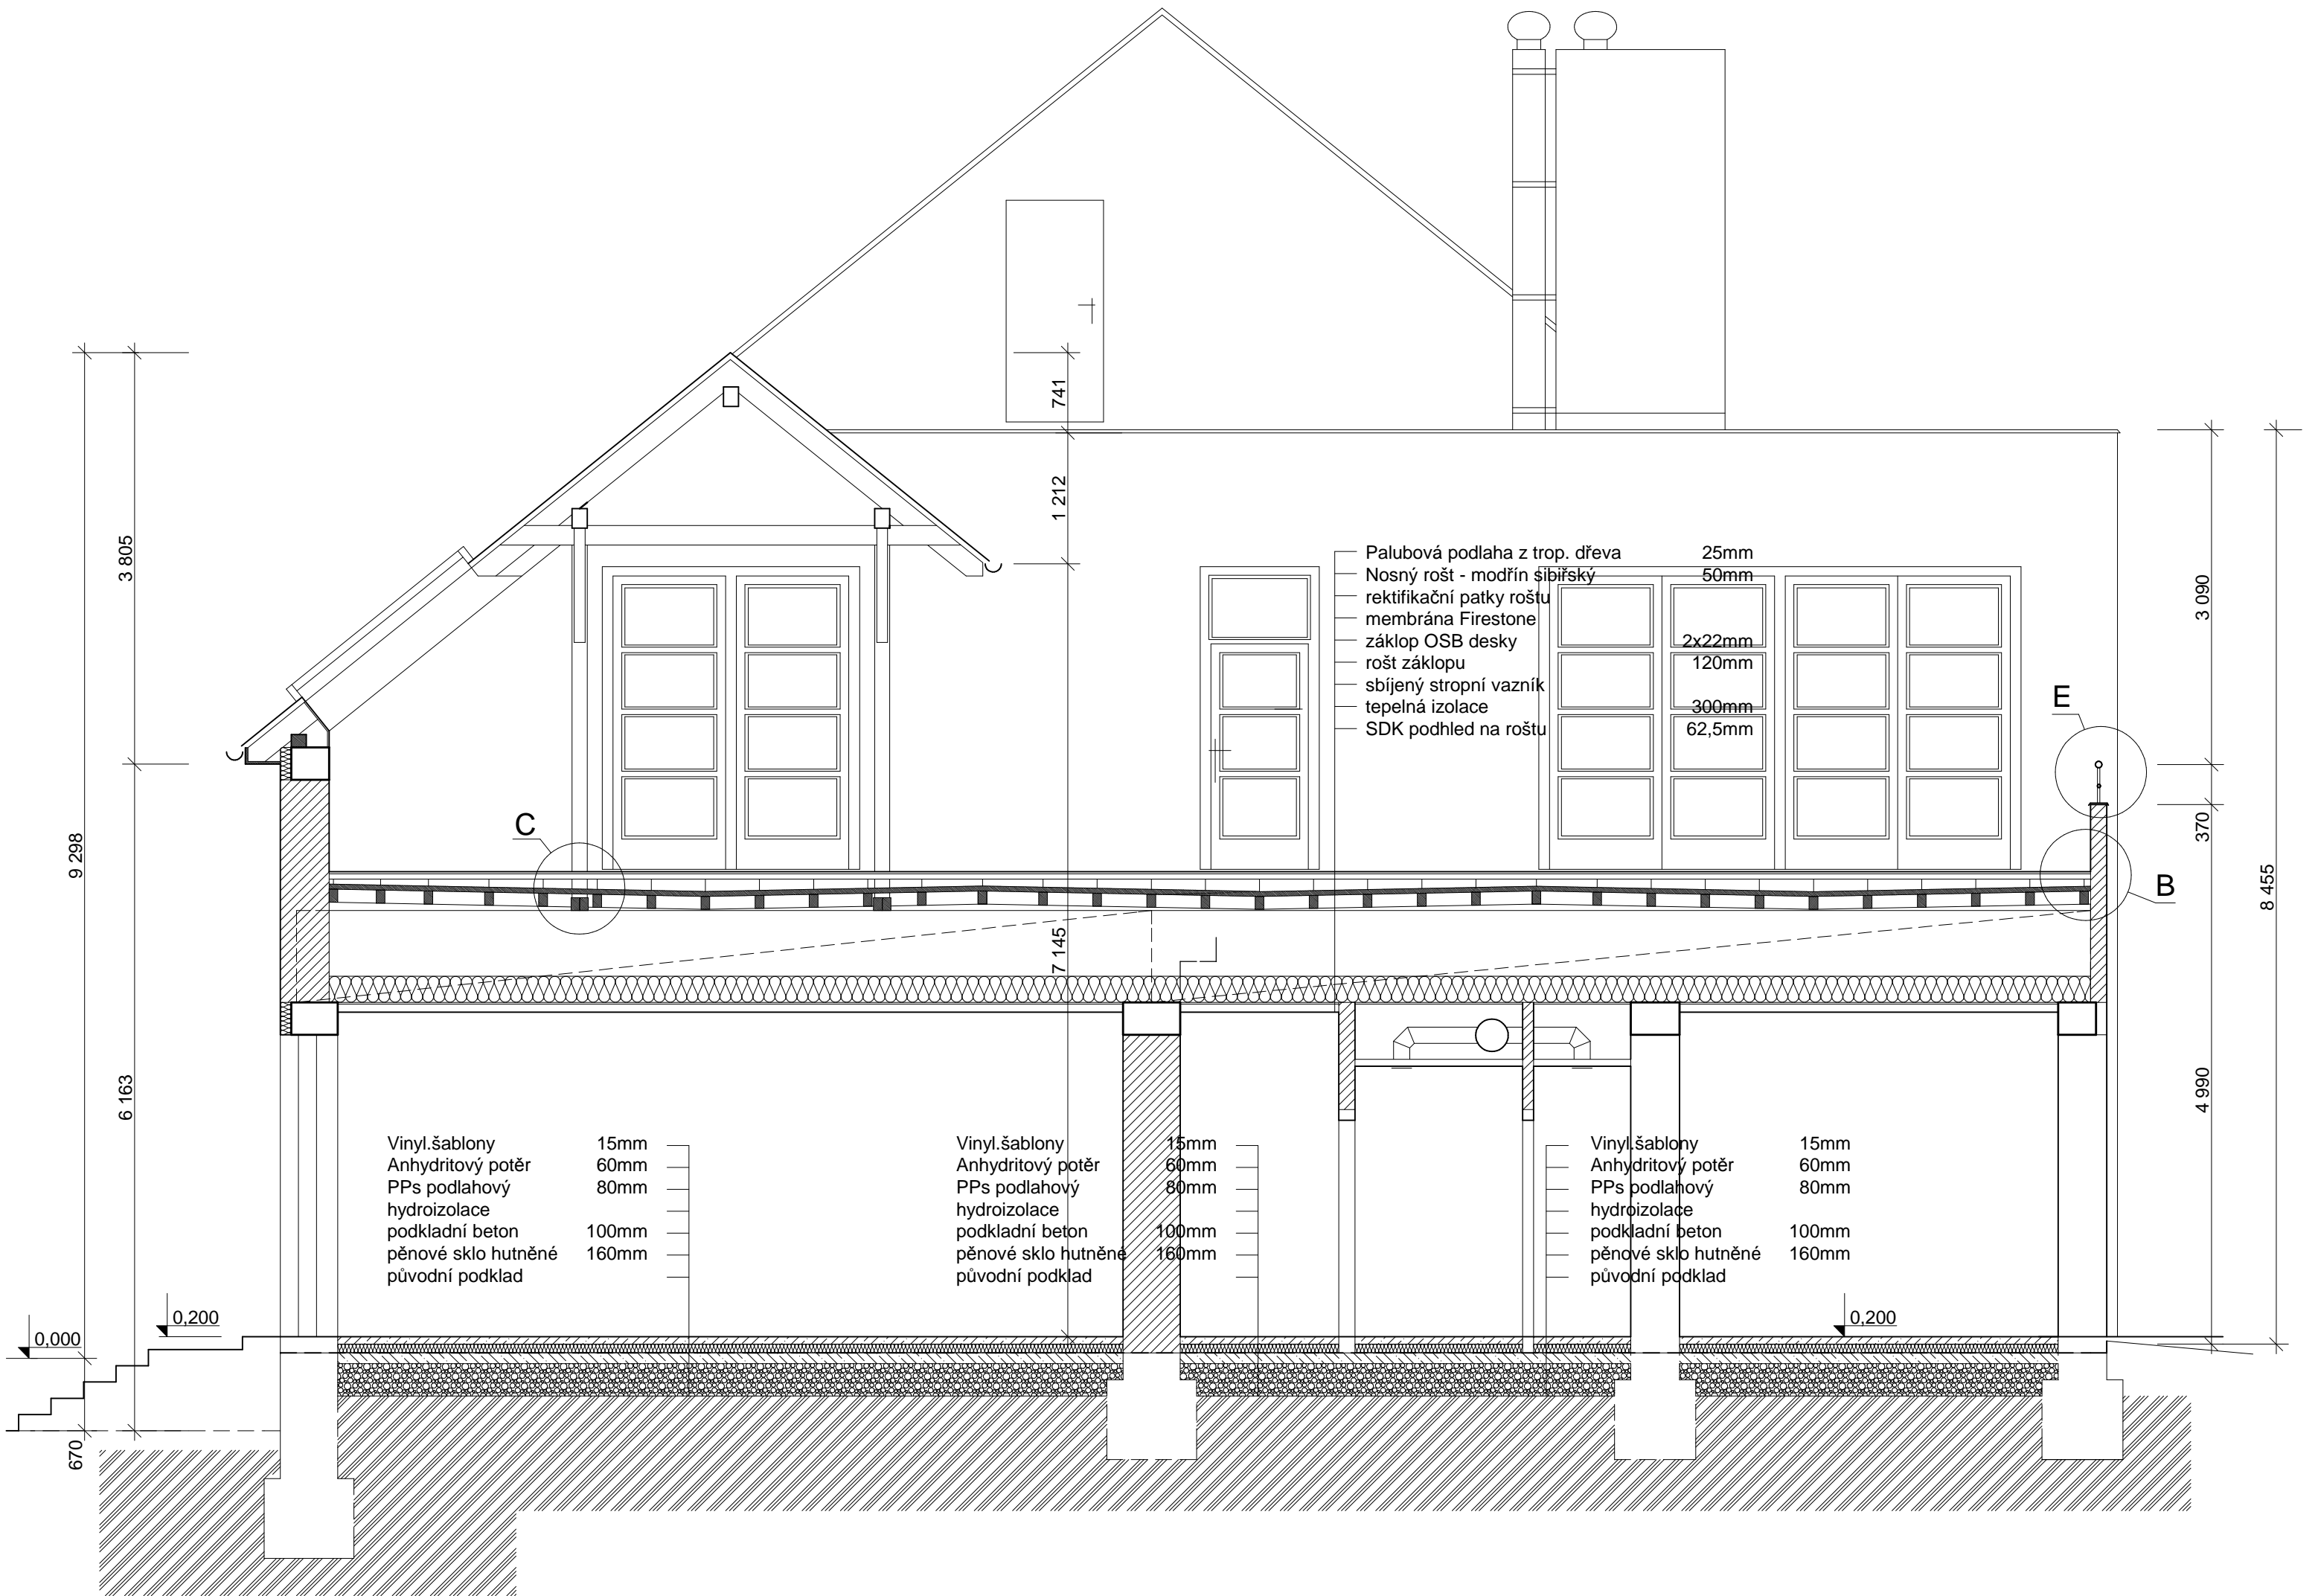 741
1 212
3 805
Palubová podlaha z trop. dřeva 25mm
Nosný rošt - modřín sibiřský 50mm
rektifikační patky roštu
membrána Firestone
záklop OSB desky 2x22mm
rošt záklopu 120mm
sbíjený stropní vazník
tepelná izolace 300mm
SDK podhled na roštu 62,5mm
3 090
E
C
9 298
370
B
8 455
7 145
6 163
4 990
Vinyl.šablony 15mm
Anhydritový potěr 60mm
PPs podlahový 80mm
hydroizolace
podkladní beton 100mm
pěnové sklo hutněné 160mm
původní podklad
Vinyl.šablony 15mm
Anhydritový potěr 60mm
PPs podlahový 80mm
hydroizolace
podkladní beton 100mm
pěnové sklo hutněné 160mm
původní podklad
Vinyl.šablony 15mm
Anhydritový potěr 60mm
PPs podlahový 80mm
hydroizolace
podkladní beton 100mm
pěnové sklo hutněné 160mm
původní podklad
0,000
0,200
0,200
670